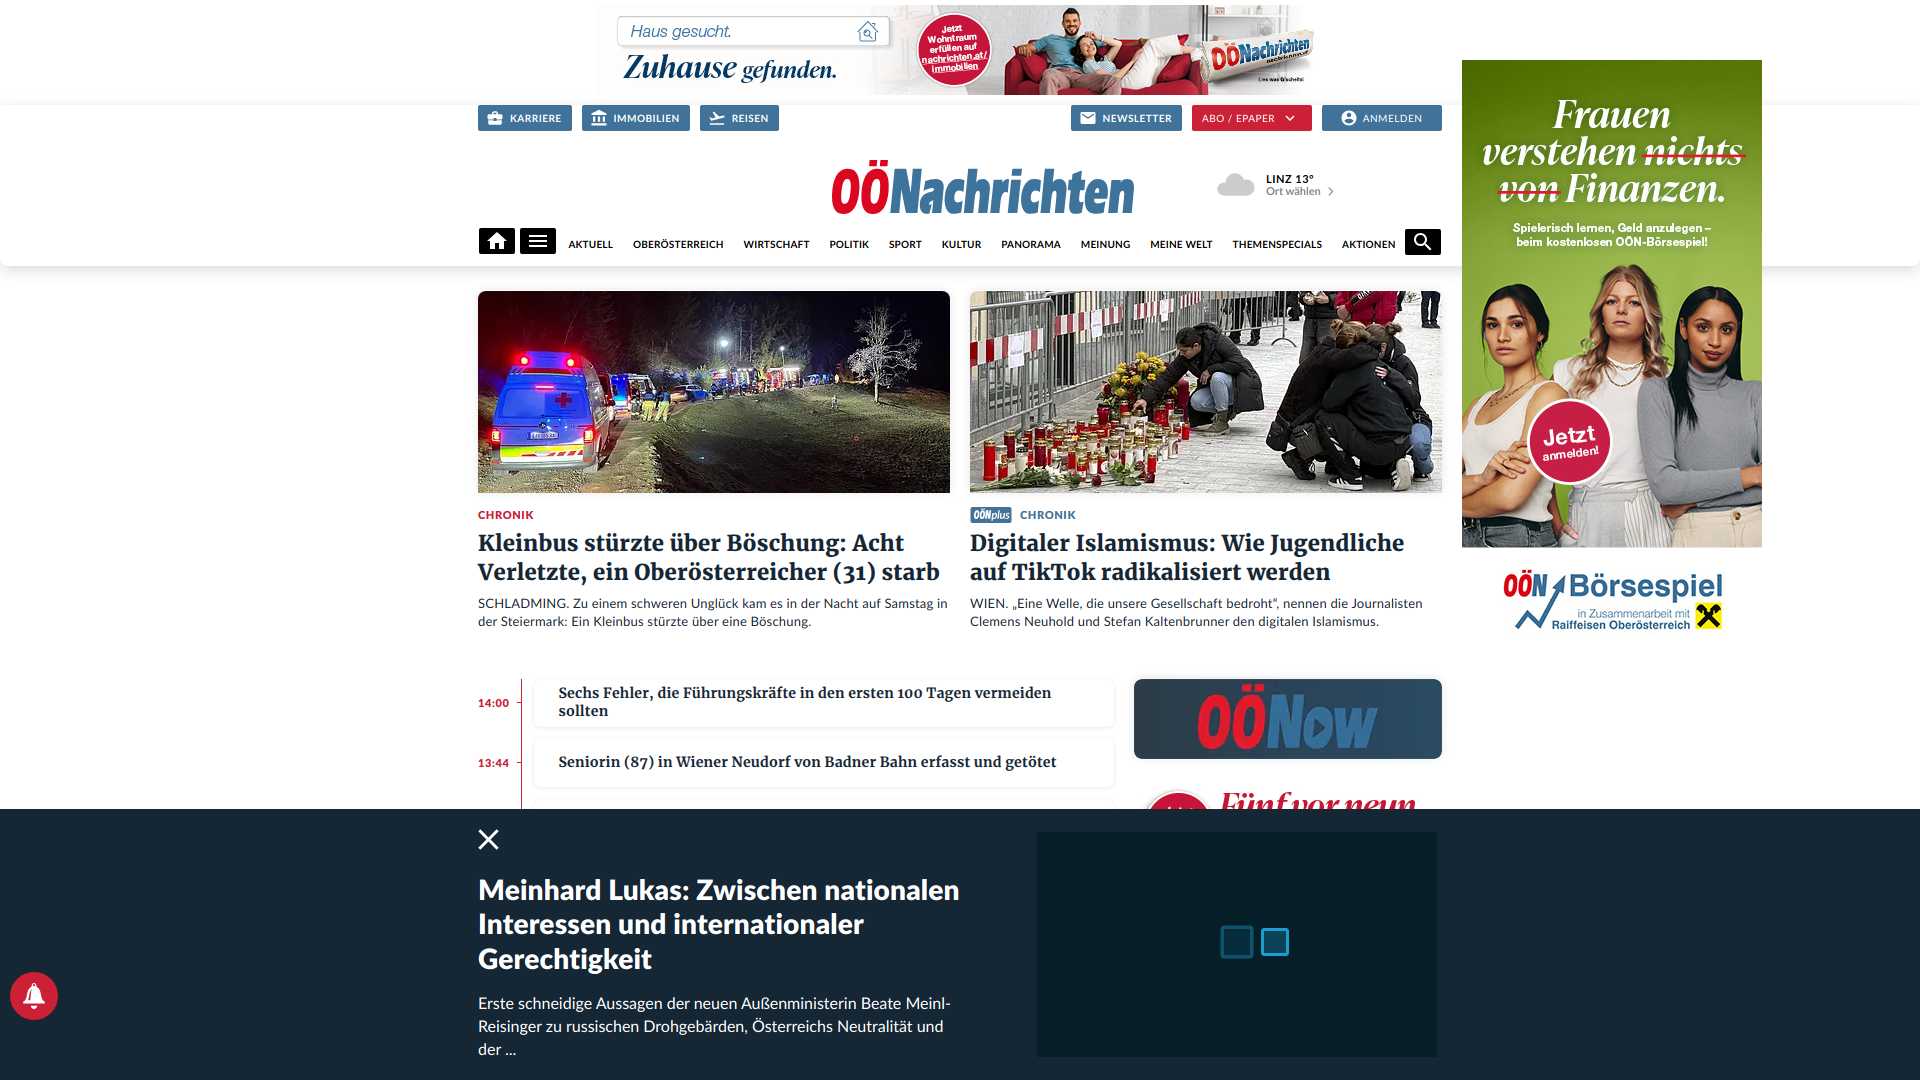 Haus gesucht.
Zuhause gefunden.
Jetzt
Wohntraum
erfüllen auf
nachrichten.at/
immobilien
OÖNachrichten
Lies was G'scheits!
KARRIERE
IMMOBILIEN
REISEN
NEWSLETTER
ABO / EPAPER
ANMELDEN
OÖNachrichten
LINZ 13°
Ort wählen
AKTUELL
OBERÖSTERREICH
WIRTSCHAFT
POLITIK
SPORT
KULTUR
PANORAMA
MEINUNG
MEINE WELT
THEMENSPECIALS
AKTIONEN
Frauen
verstehen nichts
von Finanzen.
Spielerisch lernen, Geld anzulegen –
beim kostenlosen OÖN-Börsespiel!
Jetzt
anmelden!
OÖN Börsespiel
in Zusammenarbeit mit
Raiffeisen Oberösterreich
CHRONIK
Kleinbus stürzte über Böschung: Acht
Verletzte, ein Oberösterreicher (31) starb
SCHLADMING. Zu einem schweren Unglück kam es in der Nacht auf Samstag in
der Steiermark: Ein Kleinbus stürzte über eine Böschung.
OÖNplus CHRONIK
Digitaler Islamismus: Wie Jugendliche
auf TikTok radikalisiert werden
WIEN. „Eine Welle, die unsere Gesellschaft bedroht“, nennen die Journalisten
Clemens Neuhold und Stefan Kaltenbrunner den digitalen Islamismus.
14:00
Sechs Fehler, die Führungskräfte in den ersten 100 Tagen vermeiden
sollten
13:44
Seniorin (87) in Wiener Neudorf von Badner Bahn erfasst und getötet
OÖNow
Fünf vor neun
Meinhard Lukas: Zwischen nationalen
Interessen und internationaler
Gerechtigkeit
Erste schneidige Aussagen der neuen Außenministerin Beate Meinl-
Reisinger zu russischen Drohgebärden, Österreichs Neutralität und
der ...